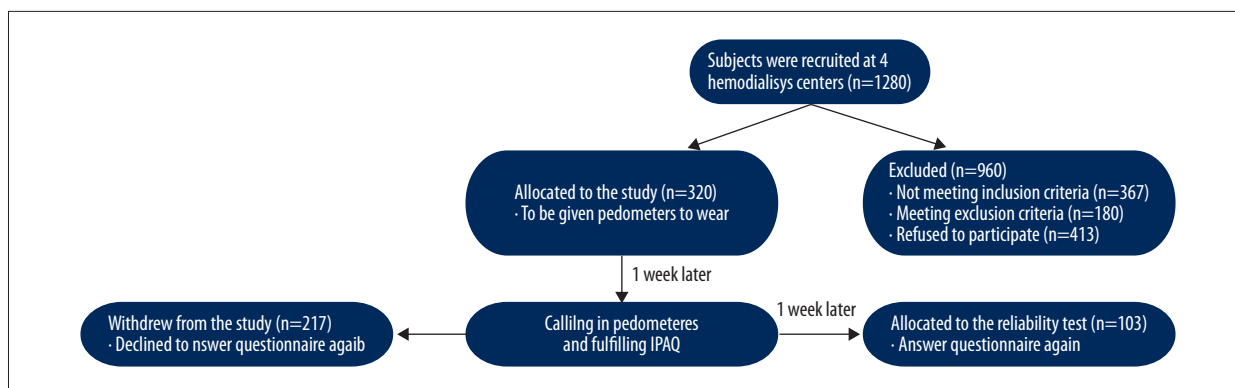 Subjects were recruited at 4
hemodialisys centers (n=1280)
Allocated to the study (n=320)
· To be given pedometers to wear
Excluded (n=960)
· Not meeting inclusion criteria (n=367)
· Meeting exclusion criteria (n=180)
· Refused to participate (n=413)
1 week later
Withdrew from the study (n=217)
· Declined to nswer questionnaire agaib
Callilng in pedometeres
and fulfilling IPAQ
1 week later
Allocated to the reliability test (n=103)
· Answer questionnaire again